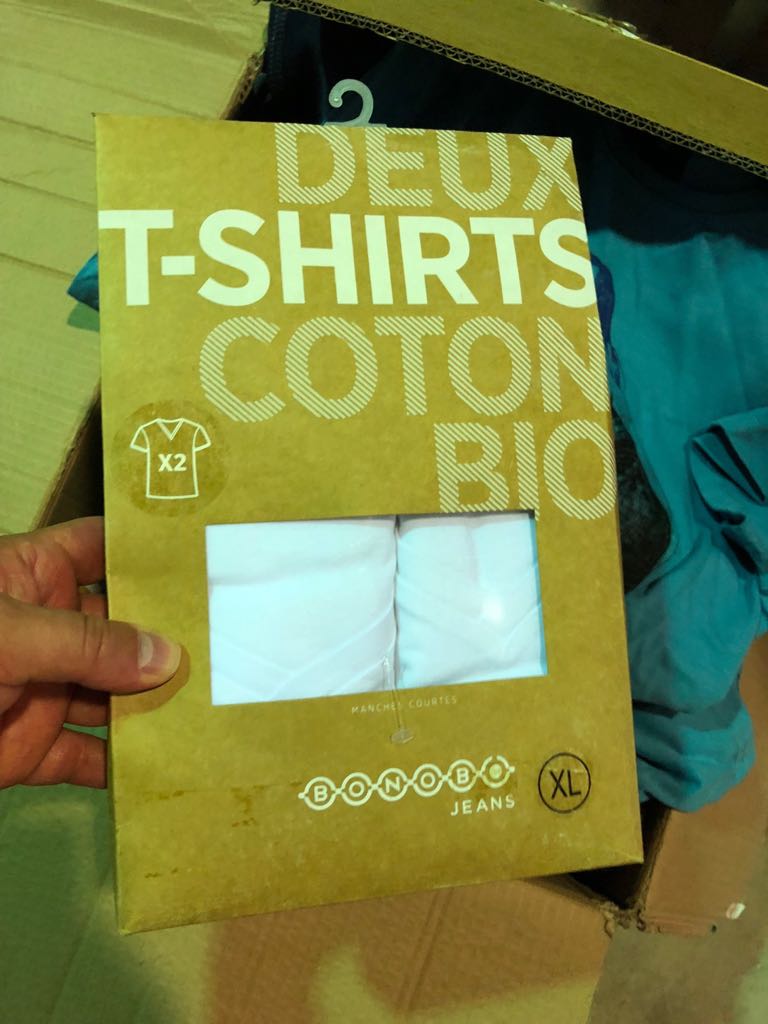 DEUX
T-SHIRTS
COTON
BIO
X2
MANCHES COURTES
BONOBO
JEANS
XL